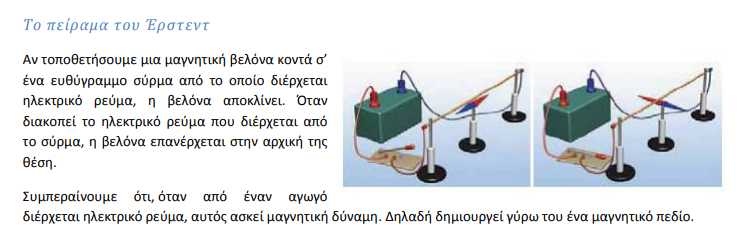 Το πείραμα του Έρστεντ
Αν τοποθετήσουμε μια μαγνητική βελόνα κοντά σ’
ένα ευθύγραμμο σύρμα από το οποίο διέρχεται
ηλεκτρικό ρεύμα, η βελόνα αποκλίνει. Όταν
διακοπεί το ηλεκτρικό ρεύμα που διέρχεται από
το σύρμα, η βελόνα επανέρχεται στην αρχική της
θέση.
Συμπεραίνουμε ότι, όταν από έναν αγωγό
διέρχεται ηλεκτρικό ρεύμα, αυτός ασκεί μαγνητική δύναμη. Δηλαδή δημιουργεί γύρω του ένα μαγνητικό πεδίο.